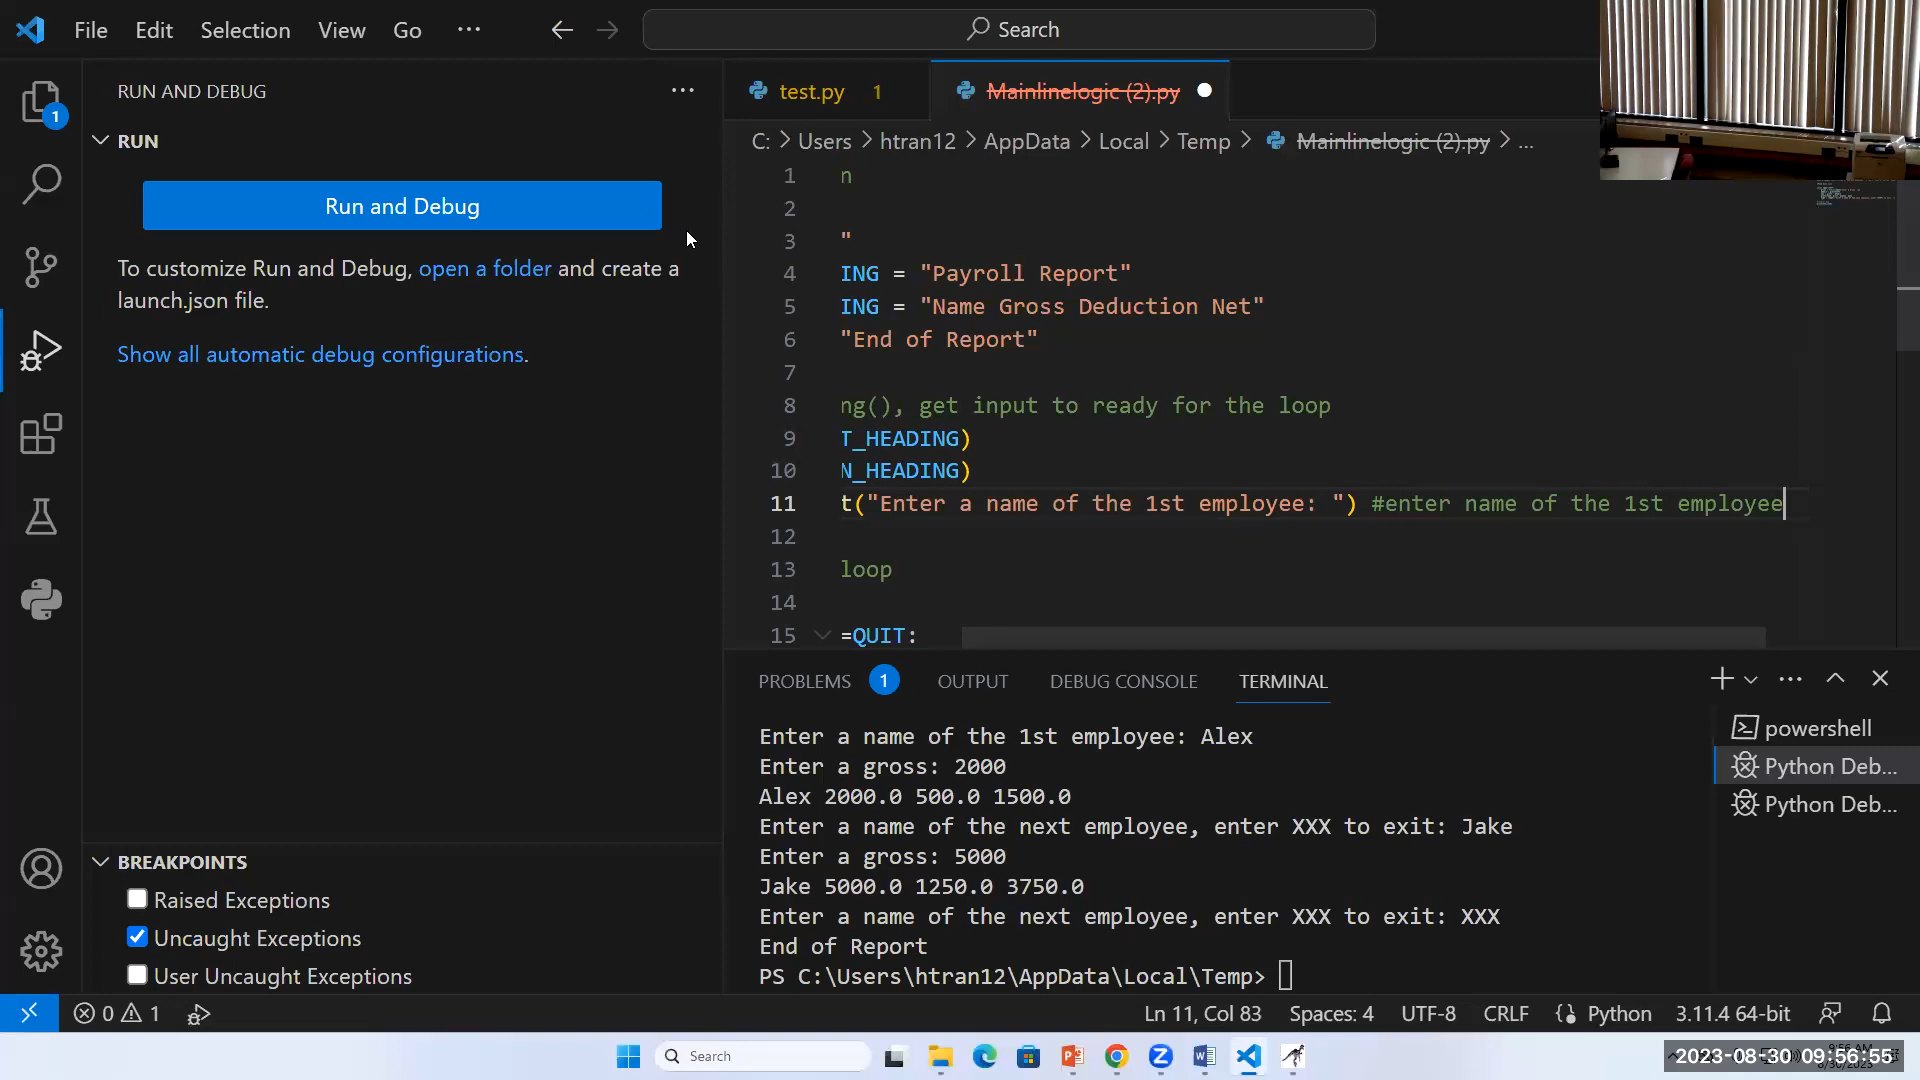 File Edit Selection View Go ··· Search
RUN AND DEBUG ···
RUN
Run and Debug
To customize Run and Debug, open a folder and create a
launch.json file.
Show all automatic debug configurations.
BREAKPOINTS
Raised Exceptions
Uncaught Exceptions
User Uncaught Exceptions
test.py 1
Mainlinelogic (2).py
C: > Users > htran12 > AppData > Local > Temp > Mainlinelogic (2).py > ...
1 n
2
3 "
4 ING = "Payroll Report"
5 ING = "Name Gross Deduction Net"
6 "End of Report"
7
8 ng(), get input to ready for the loop
9 T_HEADING)
10 N_HEADING)
11 t("Enter a name of the 1st employee: ") #enter name of the 1st employee
12
13 loop
14
15 =QUIT:
PROBLEMS 1 OUTPUT DEBUG CONSOLE TERMINAL
Enter a name of the 1st employee: Alex
Enter a gross: 2000
Alex 2000.0 500.0 1500.0
Enter a name of the next employee, enter XXX to exit: Jake
Enter a gross: 5000
Jake 5000.0 1250.0 3750.0
Enter a name of the next employee, enter XXX to exit: XXX
End of Report
PS C:\Users\htran12\AppData\Local\Temp>
powershell
Python Deb...
Python Deb...
1
0 1
Ln 11, Col 83 Spaces: 4 UTF-8 CRLF Python 3.11.4 64-bit
Search
2023-08-30 09:56:55